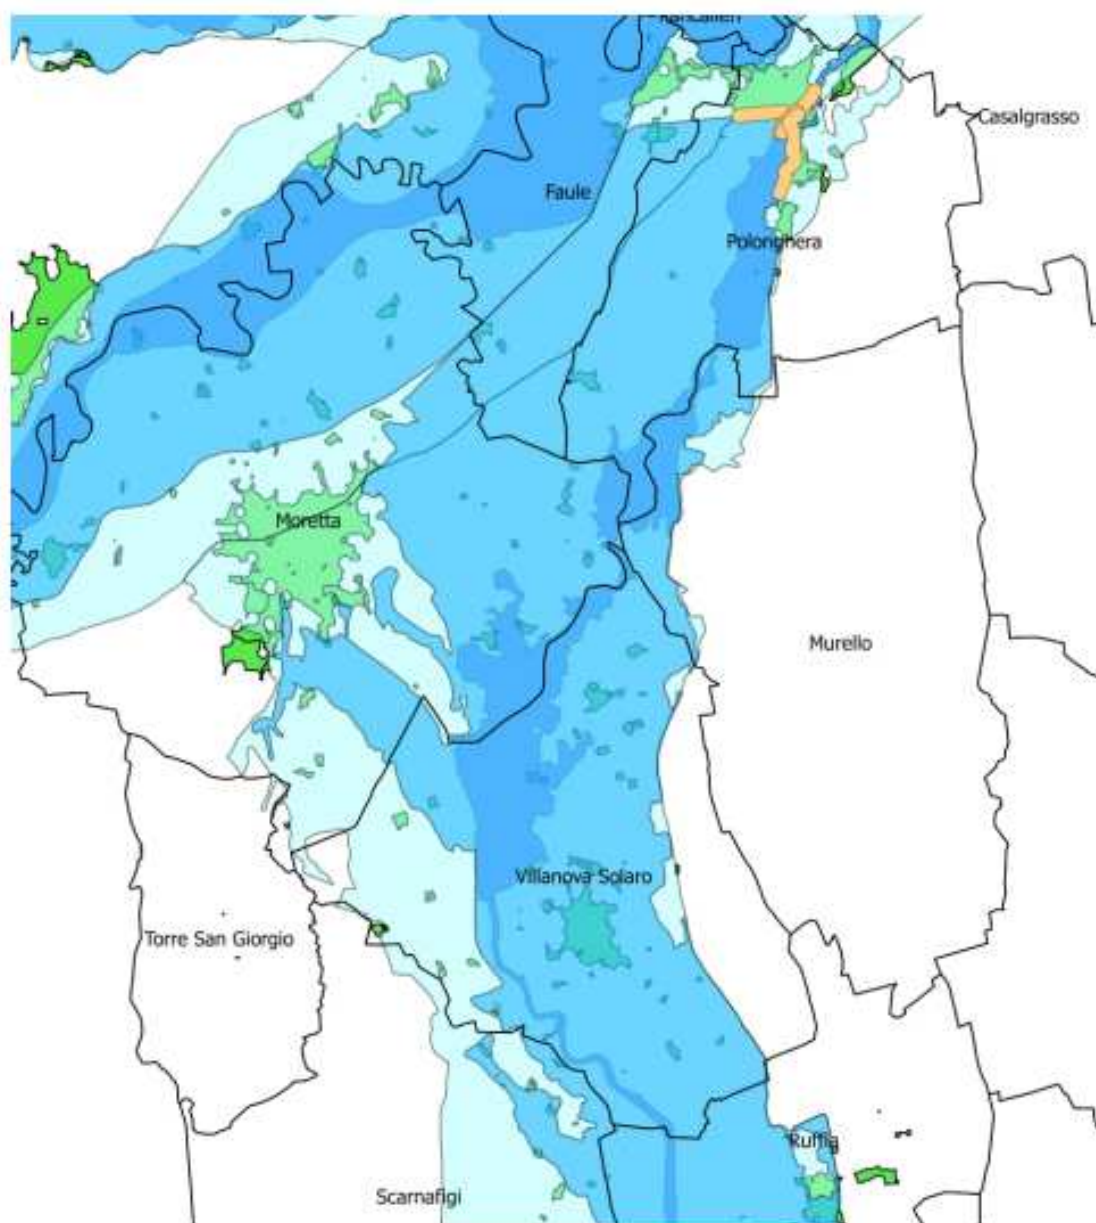 Casalgrasso
Faule
Polonghera
Moretta
Murello
Villanova Solaro
Torre San Giorgio
Ruffia
Scarnafigi